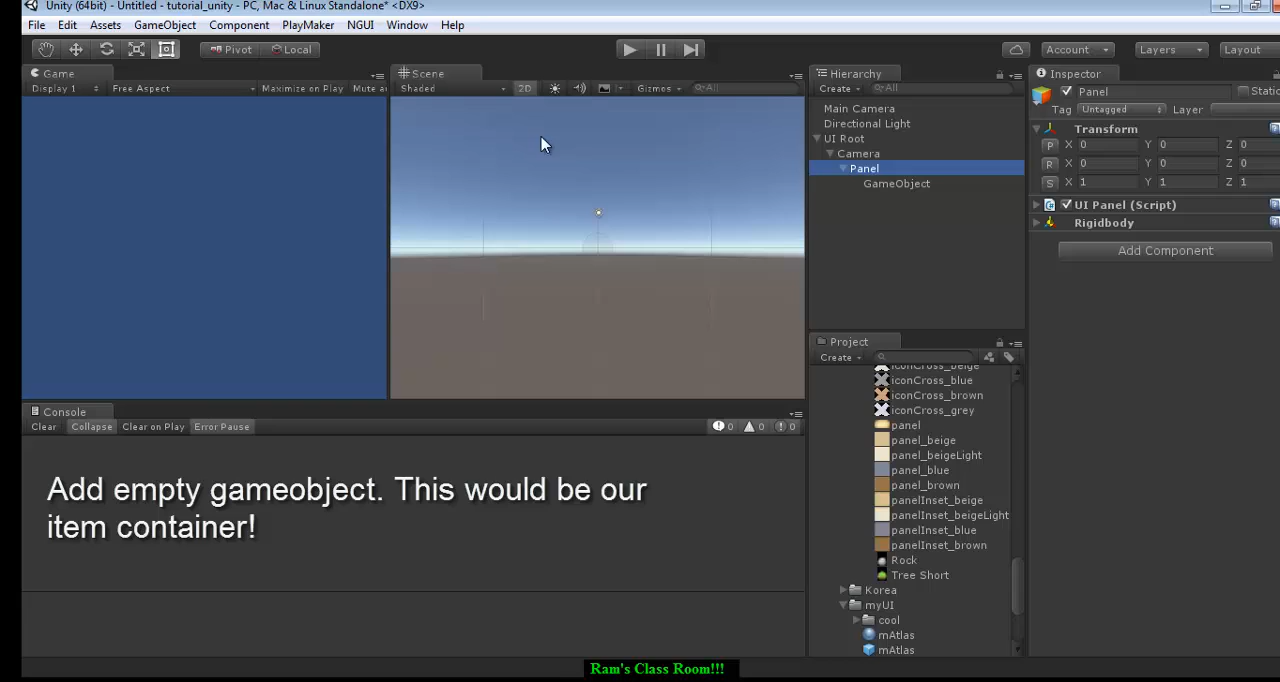 Unity (64bit) - Untitled - tutorial_unity - PC, Mac & Linux Standalone* <DX9>
File Edit Assets GameObject Component PlayMaker NGUI Window Help
Pivot Local Account Layers Layout
Game
Display 1 Free Aspect Maximize on Play Mute au
Scene
Shaded 2D Gizmos All
Hierarchy
Create All
Main Camera
Directional Light
UI Root
Camera
Panel
GameObject
Inspector
Panel Static
Tag Untagged Layer
Transform
P X 0 Y 0 Z 0
R X 0 Y 0 Z 0
S X 1 Y 1 Z 1
UI Panel (Script)
Rigidbody
Add Component
Project
Create
iconCross_beige
iconCross_blue
iconCross_brown
iconCross_grey
panel
panel_beige
panel_beigeLight
panel_blue
panel_brown
panelInset_beige
panelInset_beigeLight
panelInset_blue
panelInset_brown
Rock
Tree Short
Korea
myUI
cool
mAtlas
mAtlas
Console
Clear Collapse Clear on Play Error Pause 0 0 0
Add empty gameobject. This would be our
item container!
Ram's Class Room!!!